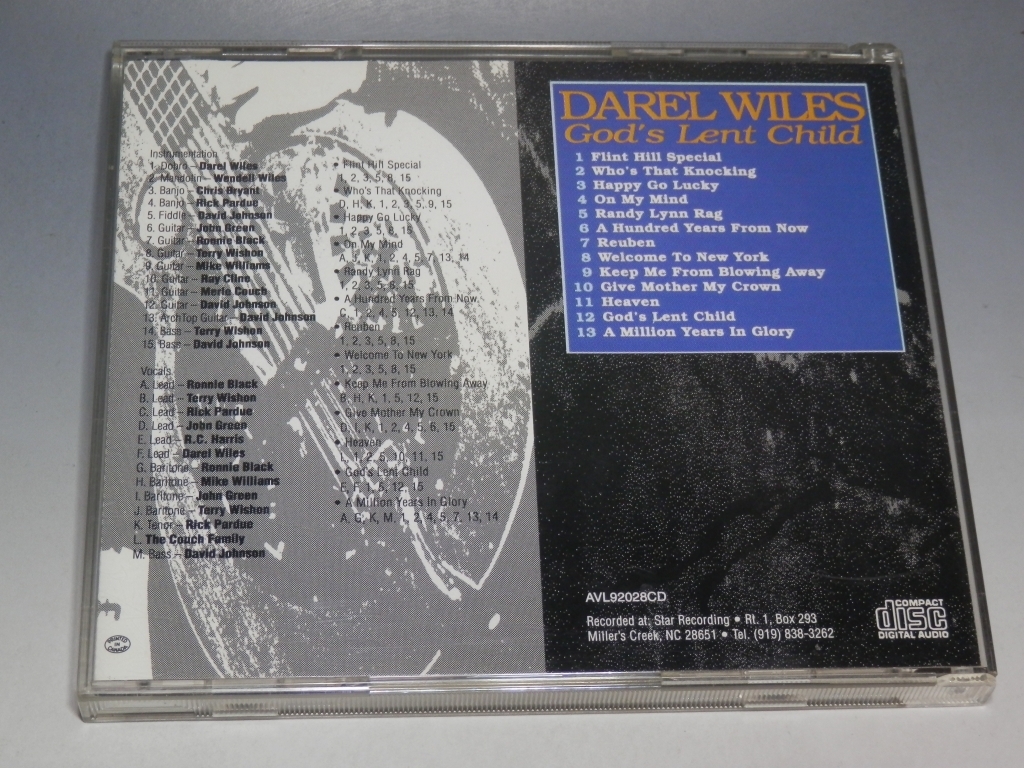 Instrumentation
1. Dobro – Darel Wiles
2. Mandolin – Wendell Wiles
3. Banjo – Chris Bryant
4. Banjo – Rick Pardue
5. Fiddle – David Johnson
6. Guitar – John Green
7. Guitar – Ronnie Black
8. Guitar – Terry Wishon
9. Guitar – Mike Williams
10. Guitar – Ray Cline
11. Guitar – Merle Couch
12. Guitar – David Johnson
13. ArchTop Guitar – David Johnson
14. Bass – Terry Wishon
15. Bass – David Johnson
Vocals
A. Lead – Ronnie Black
B. Lead – Terry Wishon
C. Lead – Rick Pardue
D. Lead – John Green
E. Lead – R.C. Harris
F. Lead – Darel Wiles
G. Baritone – Ronnie Black
H. Baritone – Mike Williams
I. Baritone – John Green
J. Baritone – Terry Wishon
K. Tenor – Rick Pardue
L. The Couch Family
M. Bass – David Johnson
• Flint Hill Special
1, 2, 3, 5, 8, 15
• Who's That Knocking
D, H, K, 1, 2, 3, 5, 9, 15
• Happy Go Lucky
1, 2, 3, 5, 8, 15
• On My Mind
A, J, K, 1, 2, 4, 5, 7, 13, 14
• Randy Lynn Rag
1, 2, 3, 5, 8, 15
• A Hundred Years From Now
C, 1, 2, 4, 5, 12, 13, 14
• Reuben
1, 2, 3, 5, 8, 15
• Welcome To New York
1, 2, 3, 5, 8, 15
• Keep Me From Blowing Away
B, H, K, 1, 5, 12, 15
• Give Mother My Crown
D, I, K, 1, 2, 4, 5, 6, 15
• Heaven
L, 1, 2, 5, 10, 11, 15
• God's Lent Child
E, F, 1, 5, 12, 15
• A Million Years In Glory
A, G, K, M, 1, 2, 4, 5, 7, 13, 14
PRINTED IN CANADA
DAREL WILES
God's Lent Child
1 Flint Hill Special
2 Who's That Knocking
3 Happy Go Lucky
4 On My Mind
5 Randy Lynn Rag
6 A Hundred Years From Now
7 Reuben
8 Welcome To New York
9 Keep Me From Blowing Away
10 Give Mother My Crown
11 Heaven
12 God's Lent Child
13 A Million Years In Glory
AVL92028CD
Recorded at: Star Recording • Rt. 1, Box 293
Miller's Creek, NC 28651 • Tel. (919) 838-3262
COMPACT
disc
DIGITAL AUDIO